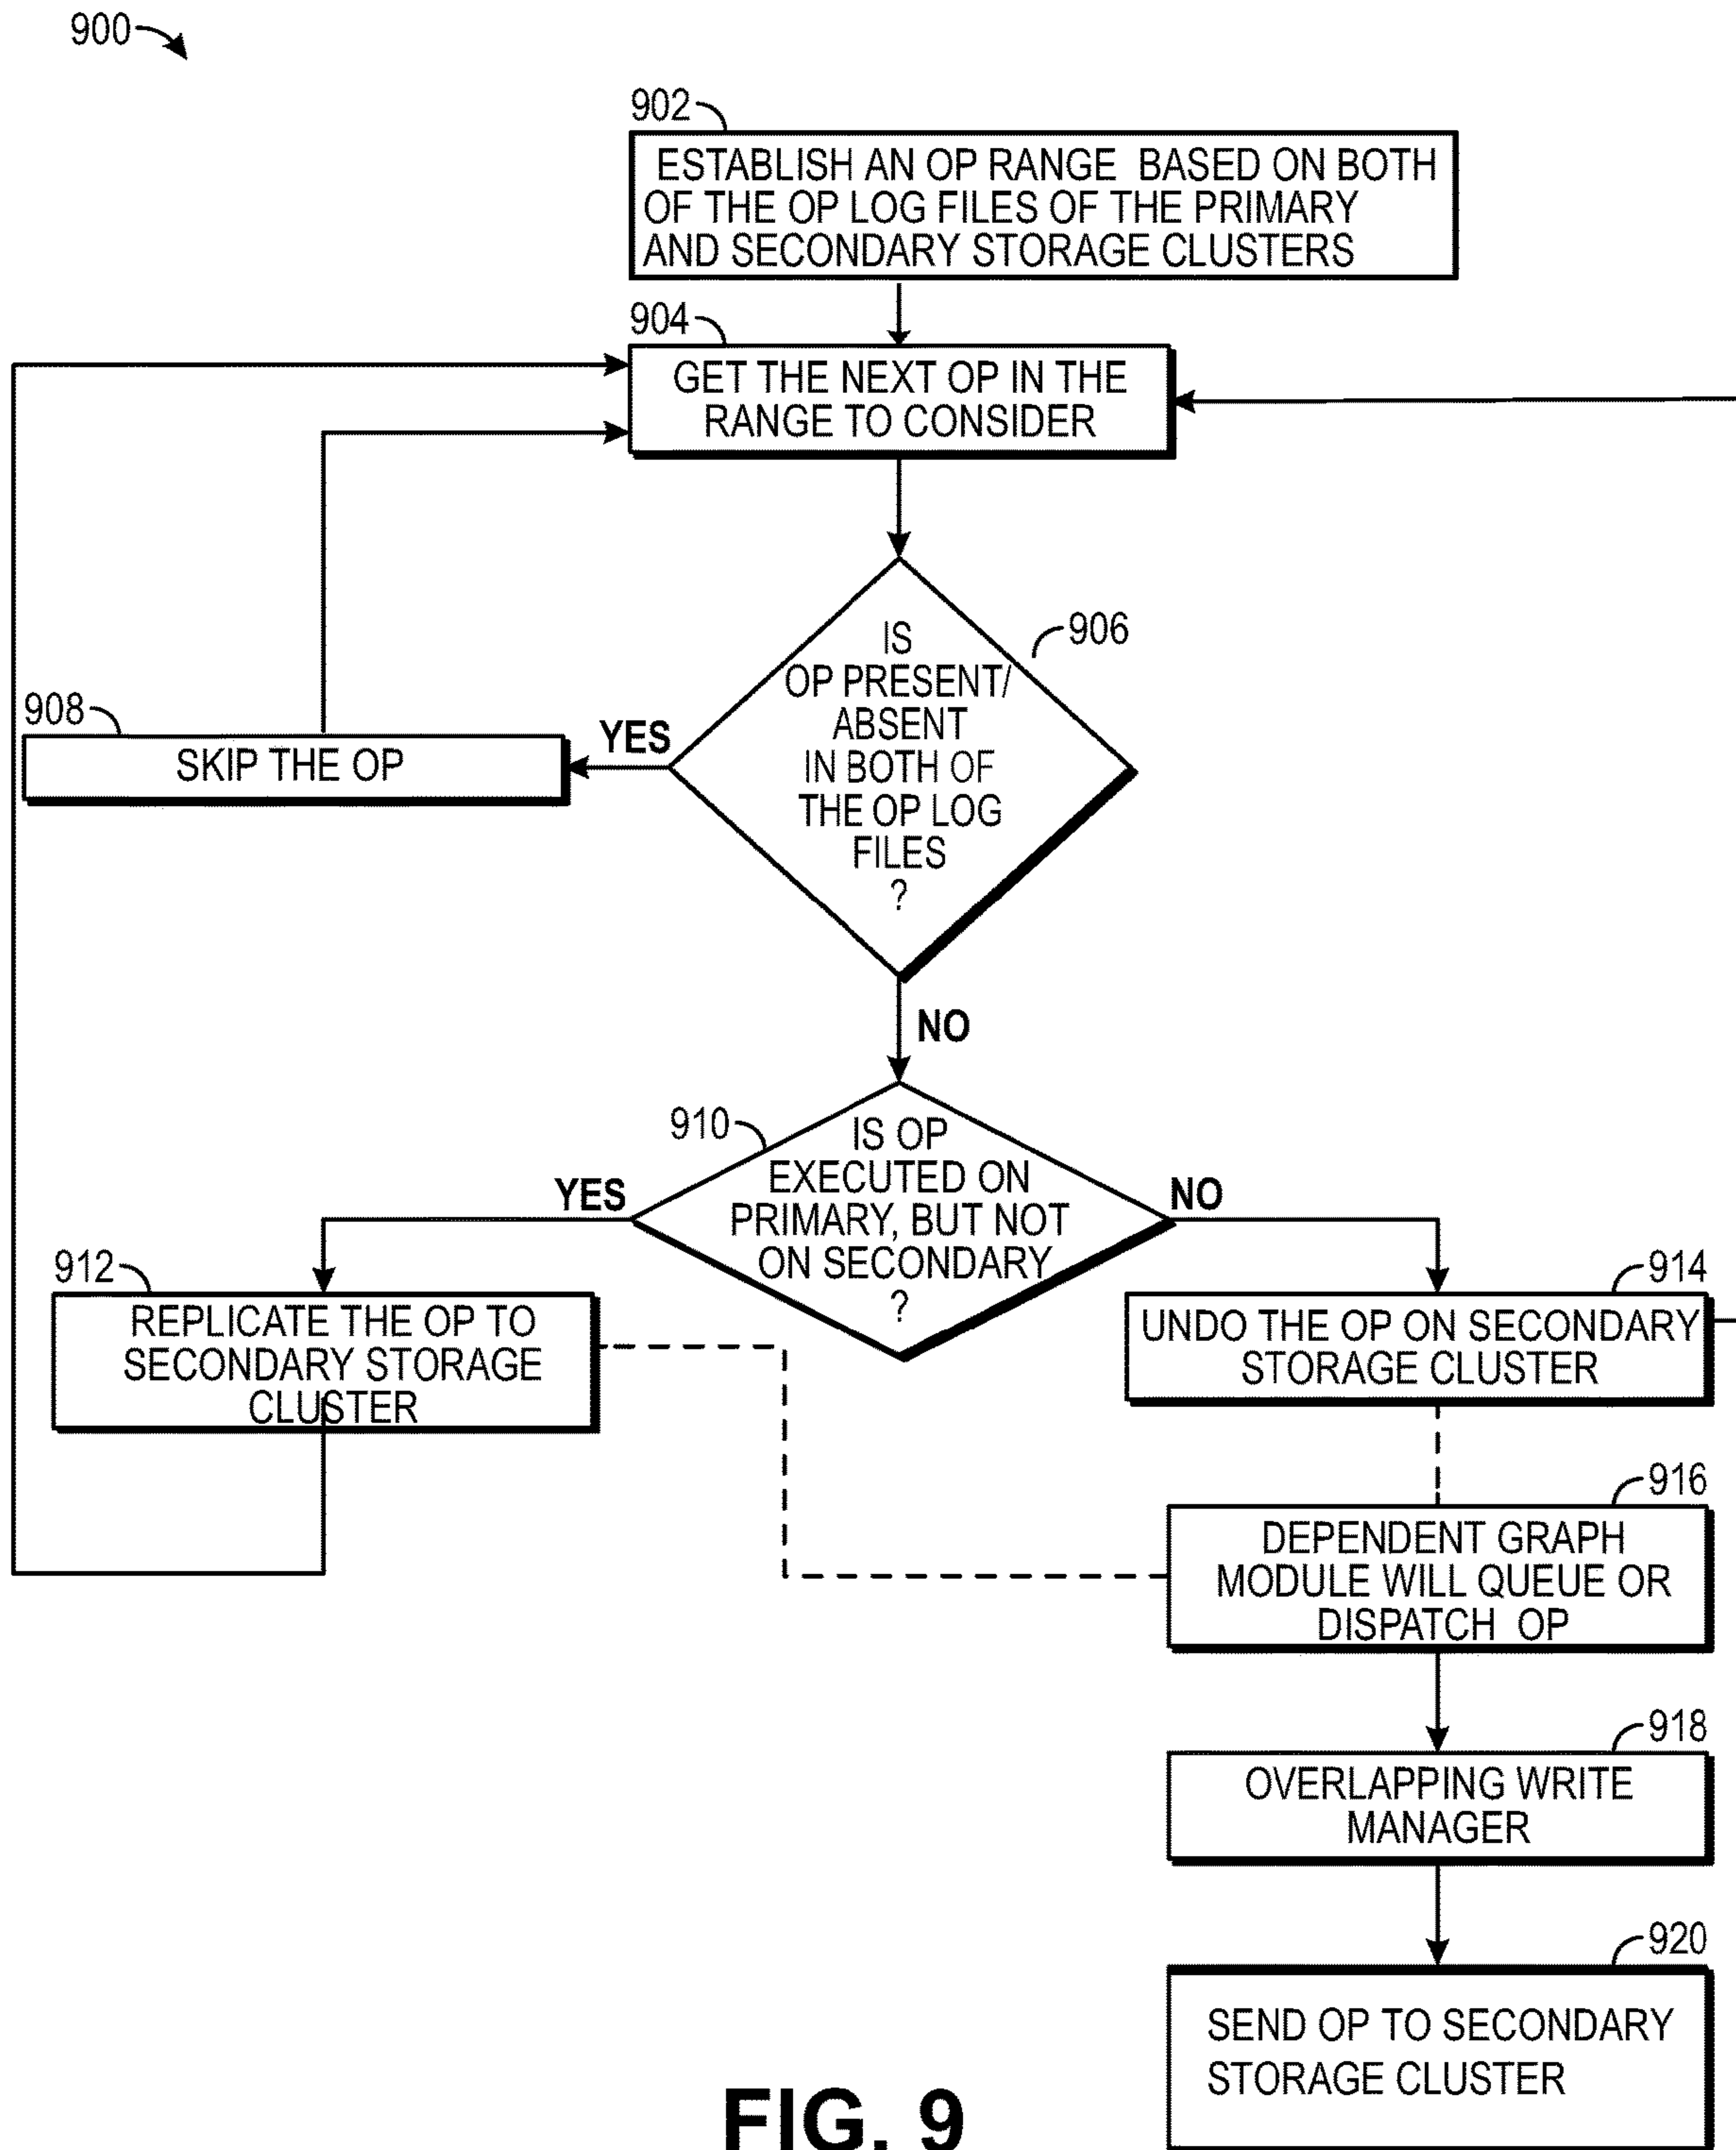 900
902
ESTABLISH AN OP RANGE BASED ON BOTH
OF THE OP LOG FILES OF THE PRIMARY
AND SECONDARY STORAGE CLUSTERS
904
GET THE NEXT OP IN THE
RANGE TO CONSIDER
906
IS
OP PRESENT/
ABSENT
IN BOTH OF
THE OP LOG
FILES
?
YES
908
SKIP THE OP
NO
910
IS OP
EXECUTED ON
PRIMARY, BUT NOT
ON SECONDARY
?
YES
NO
912
REPLICATE THE OP TO
SECONDARY STORAGE
CLUSTER
914
UNDO THE OP ON SECONDARY
STORAGE CLUSTER
916
DEPENDENT GRAPH
MODULE WILL QUEUE OR
DISPATCH OP
918
OVERLAPPING WRITE
MANAGER
920
SEND OP TO SECONDARY
STORAGE CLUSTER
FIG. 9